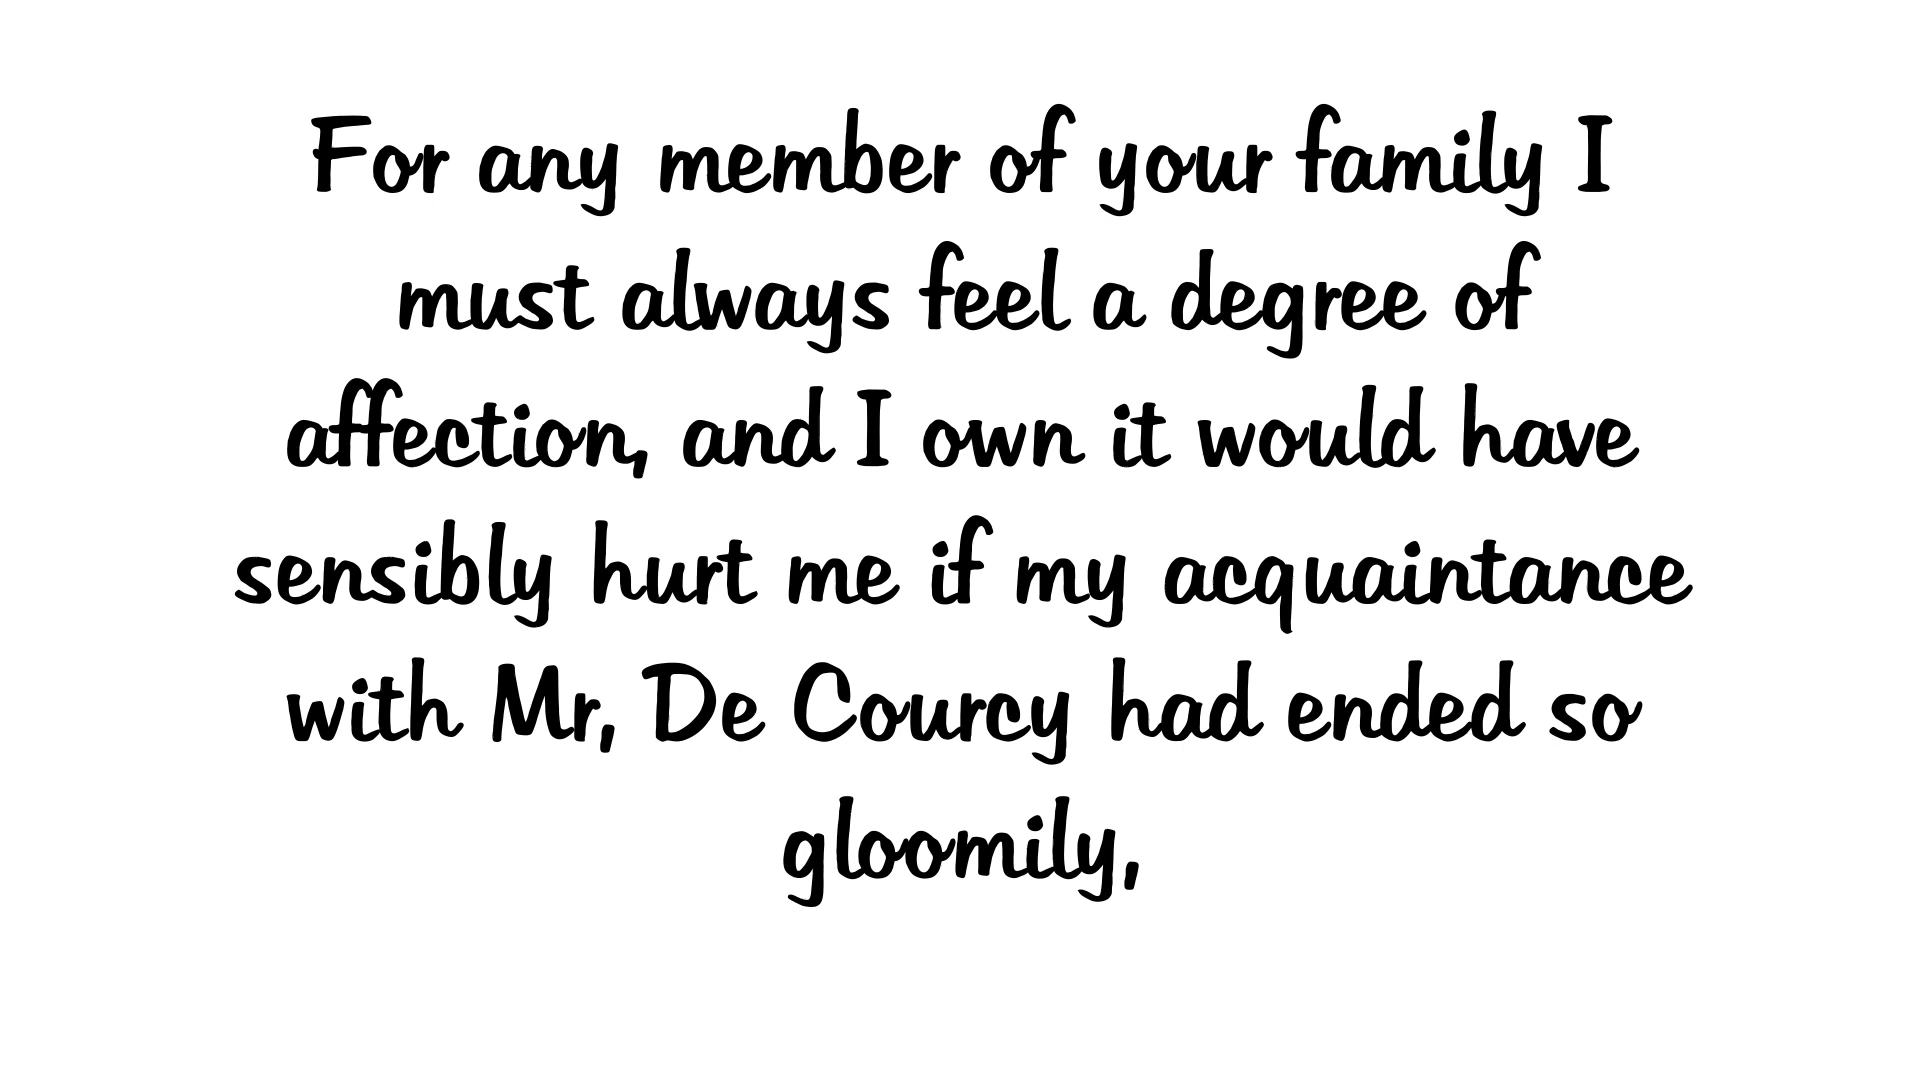 For any member of your family I
must always feel a degree of
affection, and I own it would have
sensibly hurt me if my acquaintance
with Mr, De Courcy had ended so
gloomily,